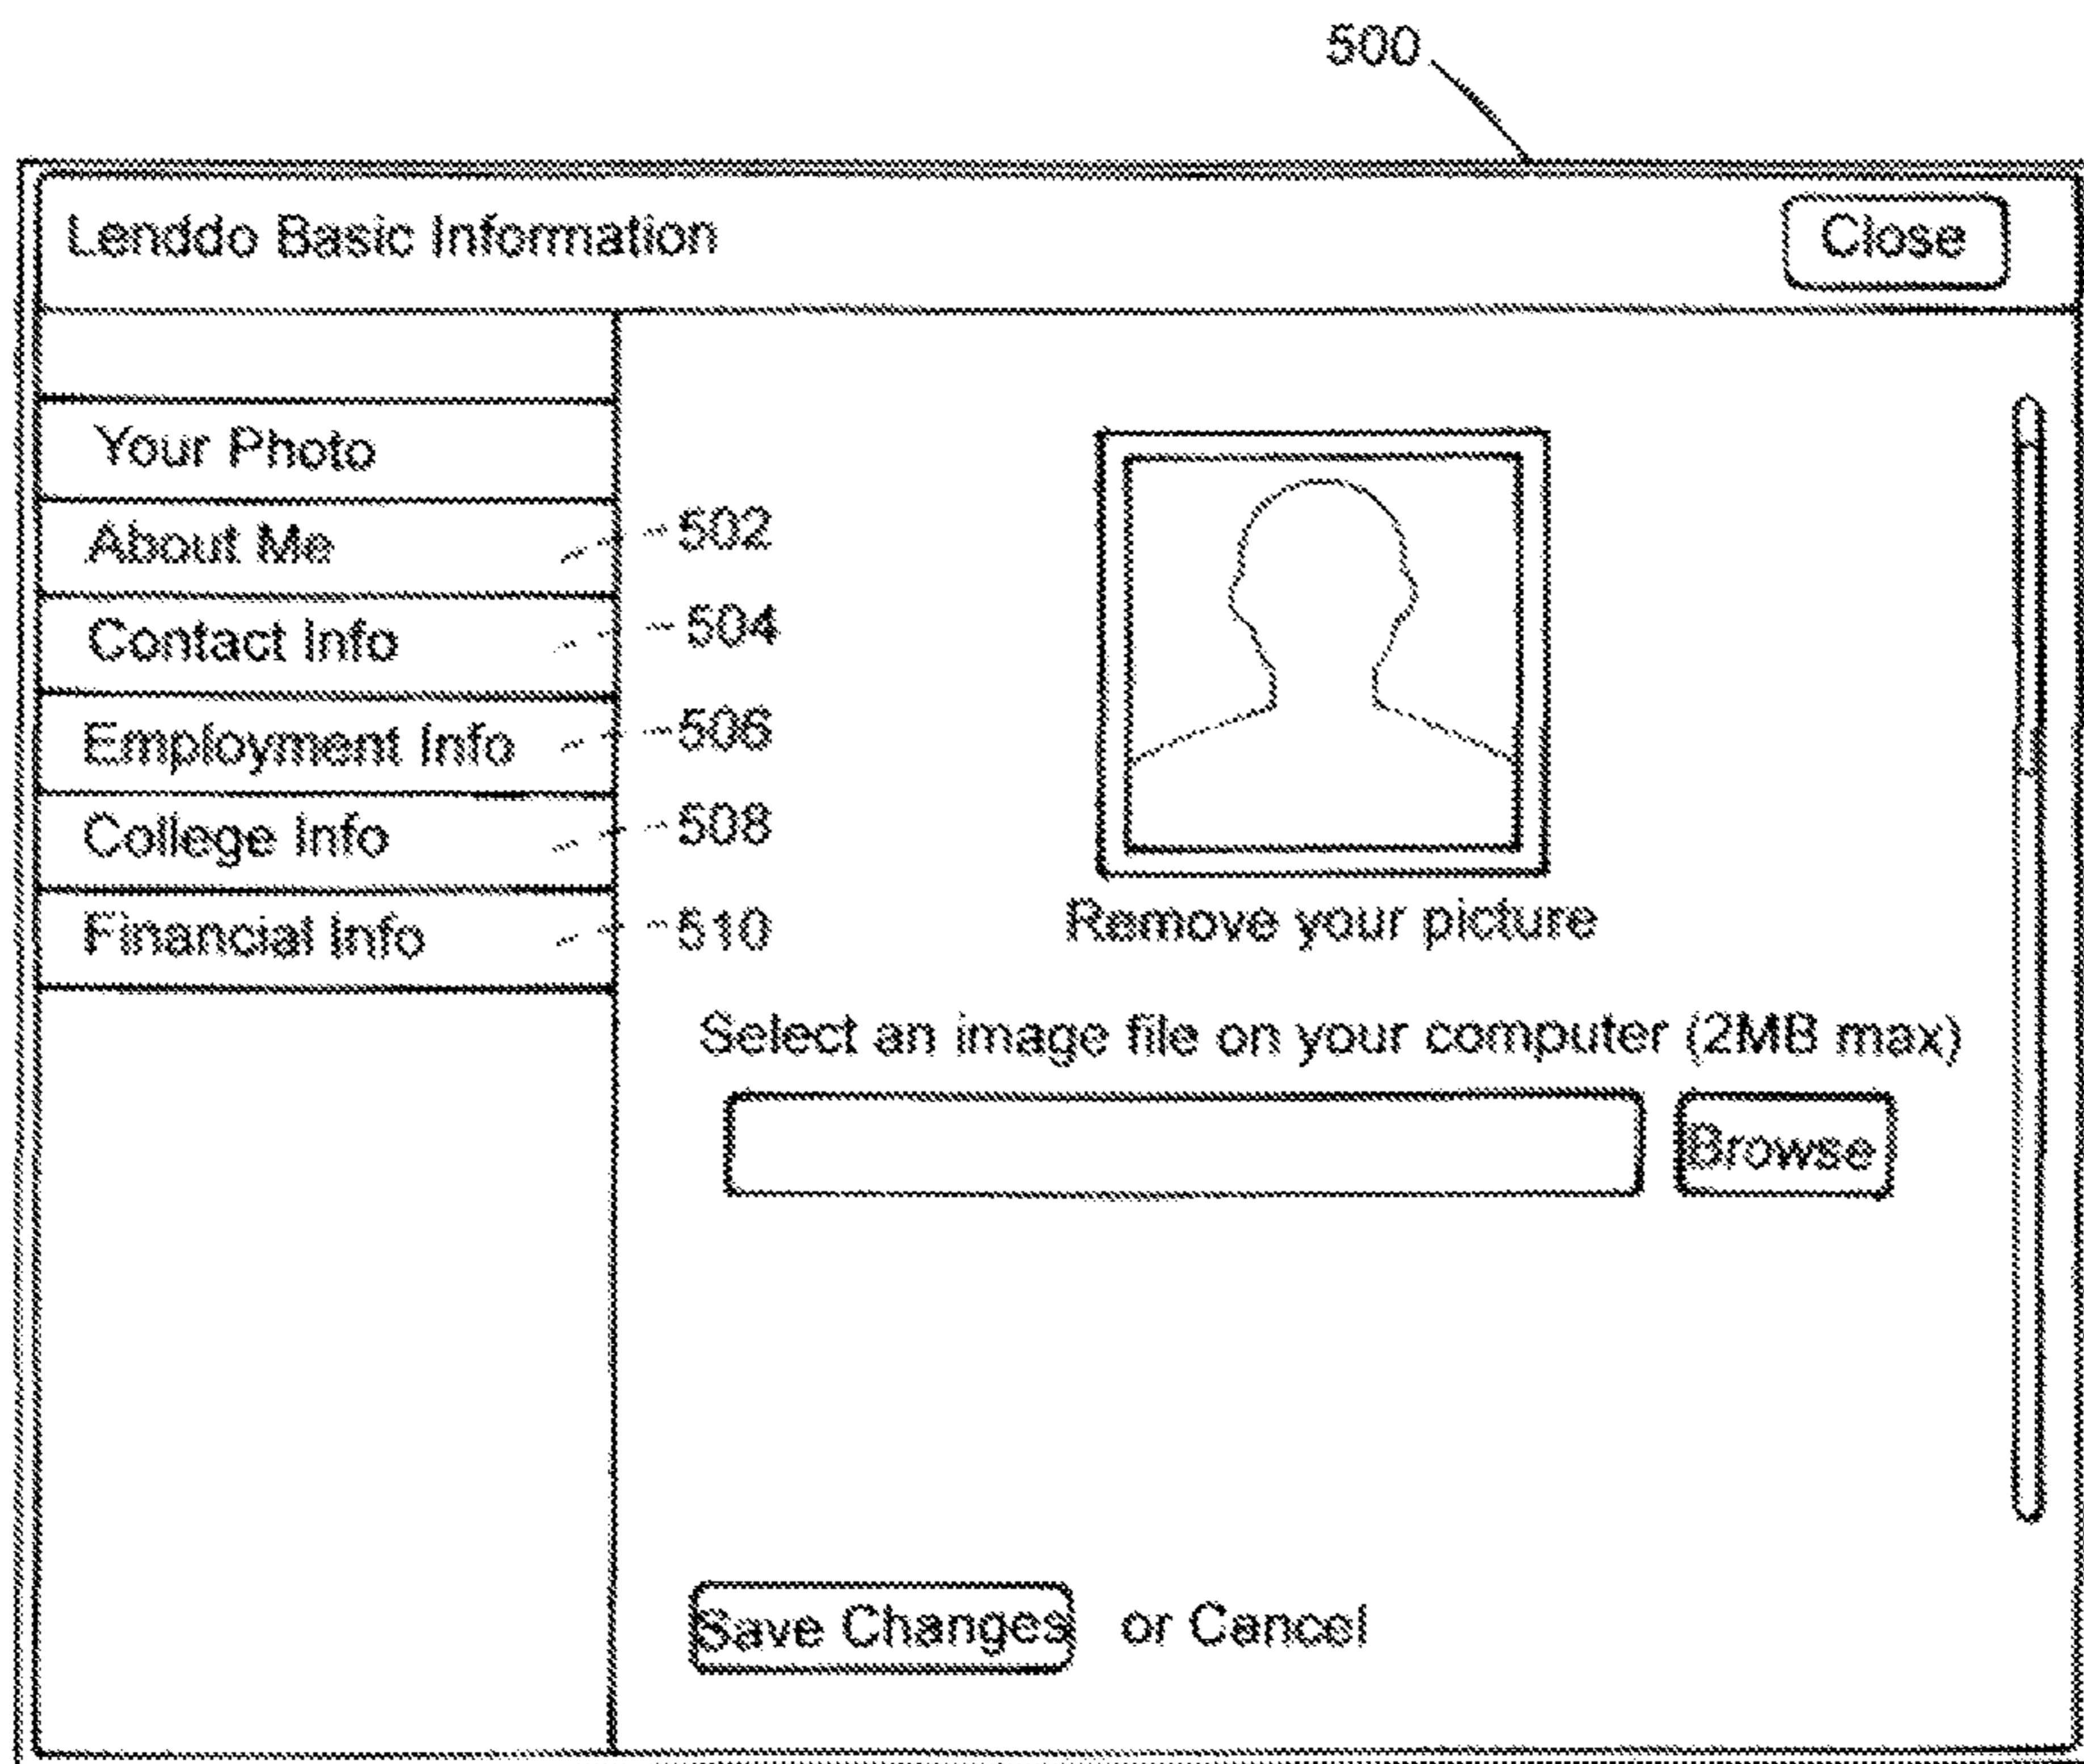 500
Lenddo Basic Information Close
Your Photo
About Me 502
Contact Info 504
Employment Info 506
College Info 508
Financial Info 510
Remove your picture
Select an image file on your computer (2MB max)
Browse
Save Changes or Cancel